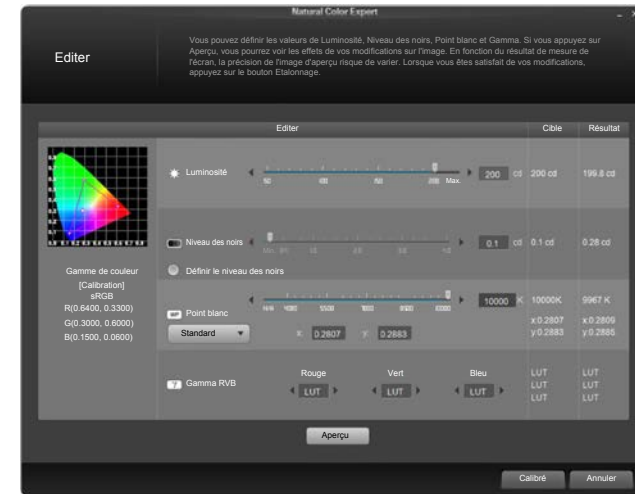 Natural Color Expert
Editer
Vous pouvez définir les valeurs de Luminosité, Niveau des noirs, Point blanc et Gamma. Si vous appuyez sur
Aperçu, vous pourrez voir les effets de vos modifications sur l'image. En fonction du résultat de mesure de
l'écran, la précision de l'image d'aperçu risque de varier. Lorsque vous êtes satisfait de vos modifications,
appuyez sur le bouton Etalonnage.
Editer Cible Résultat
Luminosité 200 cd 200 cd 199.8 cd
50 200 Max.
Niveau des noirs 0.1 cd 0.1 cd 0.28 cd
Définir le niveau des noirs
Gamme de couleur
[Calibration]
sRGB
R(0.6400, 0.3300)
G(0.3000, 0.6000)
B(0.1500, 0.0600)
Point blanc 10000 K 10000K 9967 K
Standard x: 0.2807 y: 0.2883
x:0.2807 x:0.2809
y:0.2883 y:0.2885
Rouge Vert Bleu
Gamma RVB LUT LUT LUT
LUT LUT
LUT LUT
LUT LUT
Aperçu
Calibré Annuler